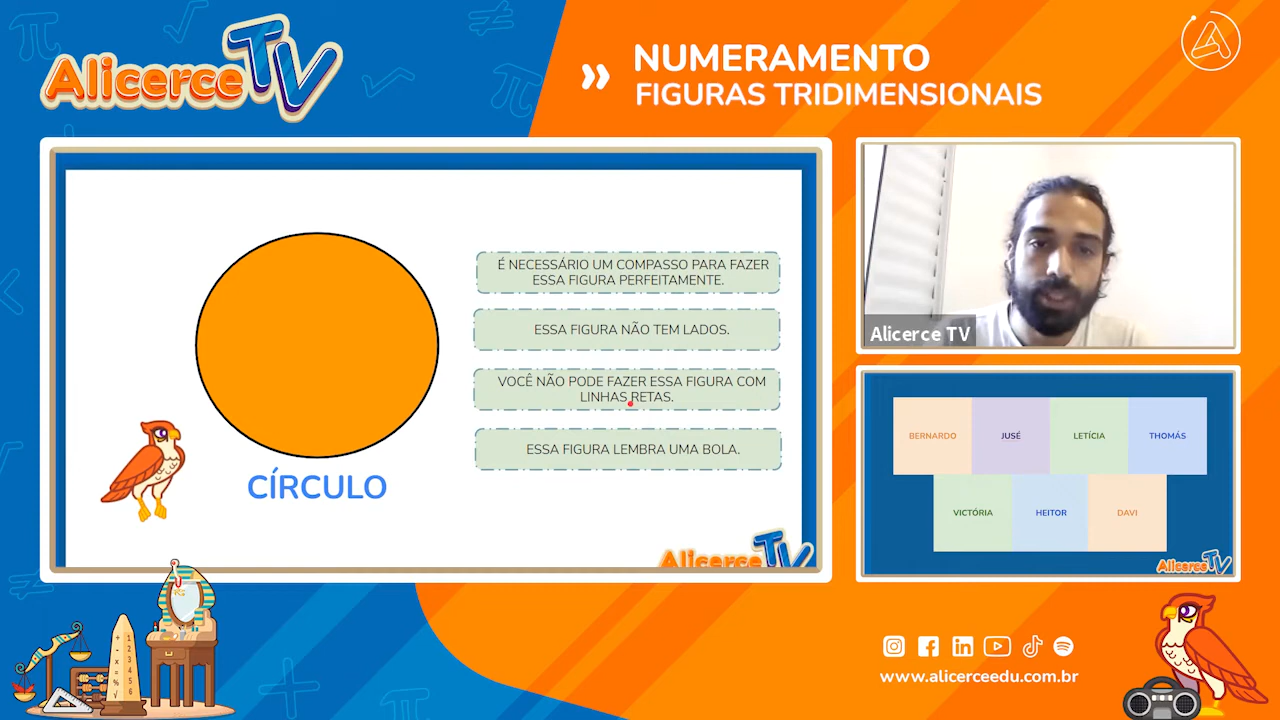 Alicerce TV
NUMERAMENTO
FIGURAS TRIDIMENSIONAIS
É NECESSÁRIO UM COMPASSO PARA FAZER
ESSA FIGURA PERFEITAMENTE.
ESSA FIGURA NÃO TEM LADOS.
VOCÊ NÃO PODE FAZER ESSA FIGURA COM
LINHAS RETAS.
ESSA FIGURA LEMBRA UMA BOLA.
CÍRCULO
Alicerce TV
Alicerce TV
BERNARDO JUSÉ LETÍCIA THOMÁS
VICTÓRIA HEITOR DAVI
Alicerce TV
www.alicerceedu.com.br